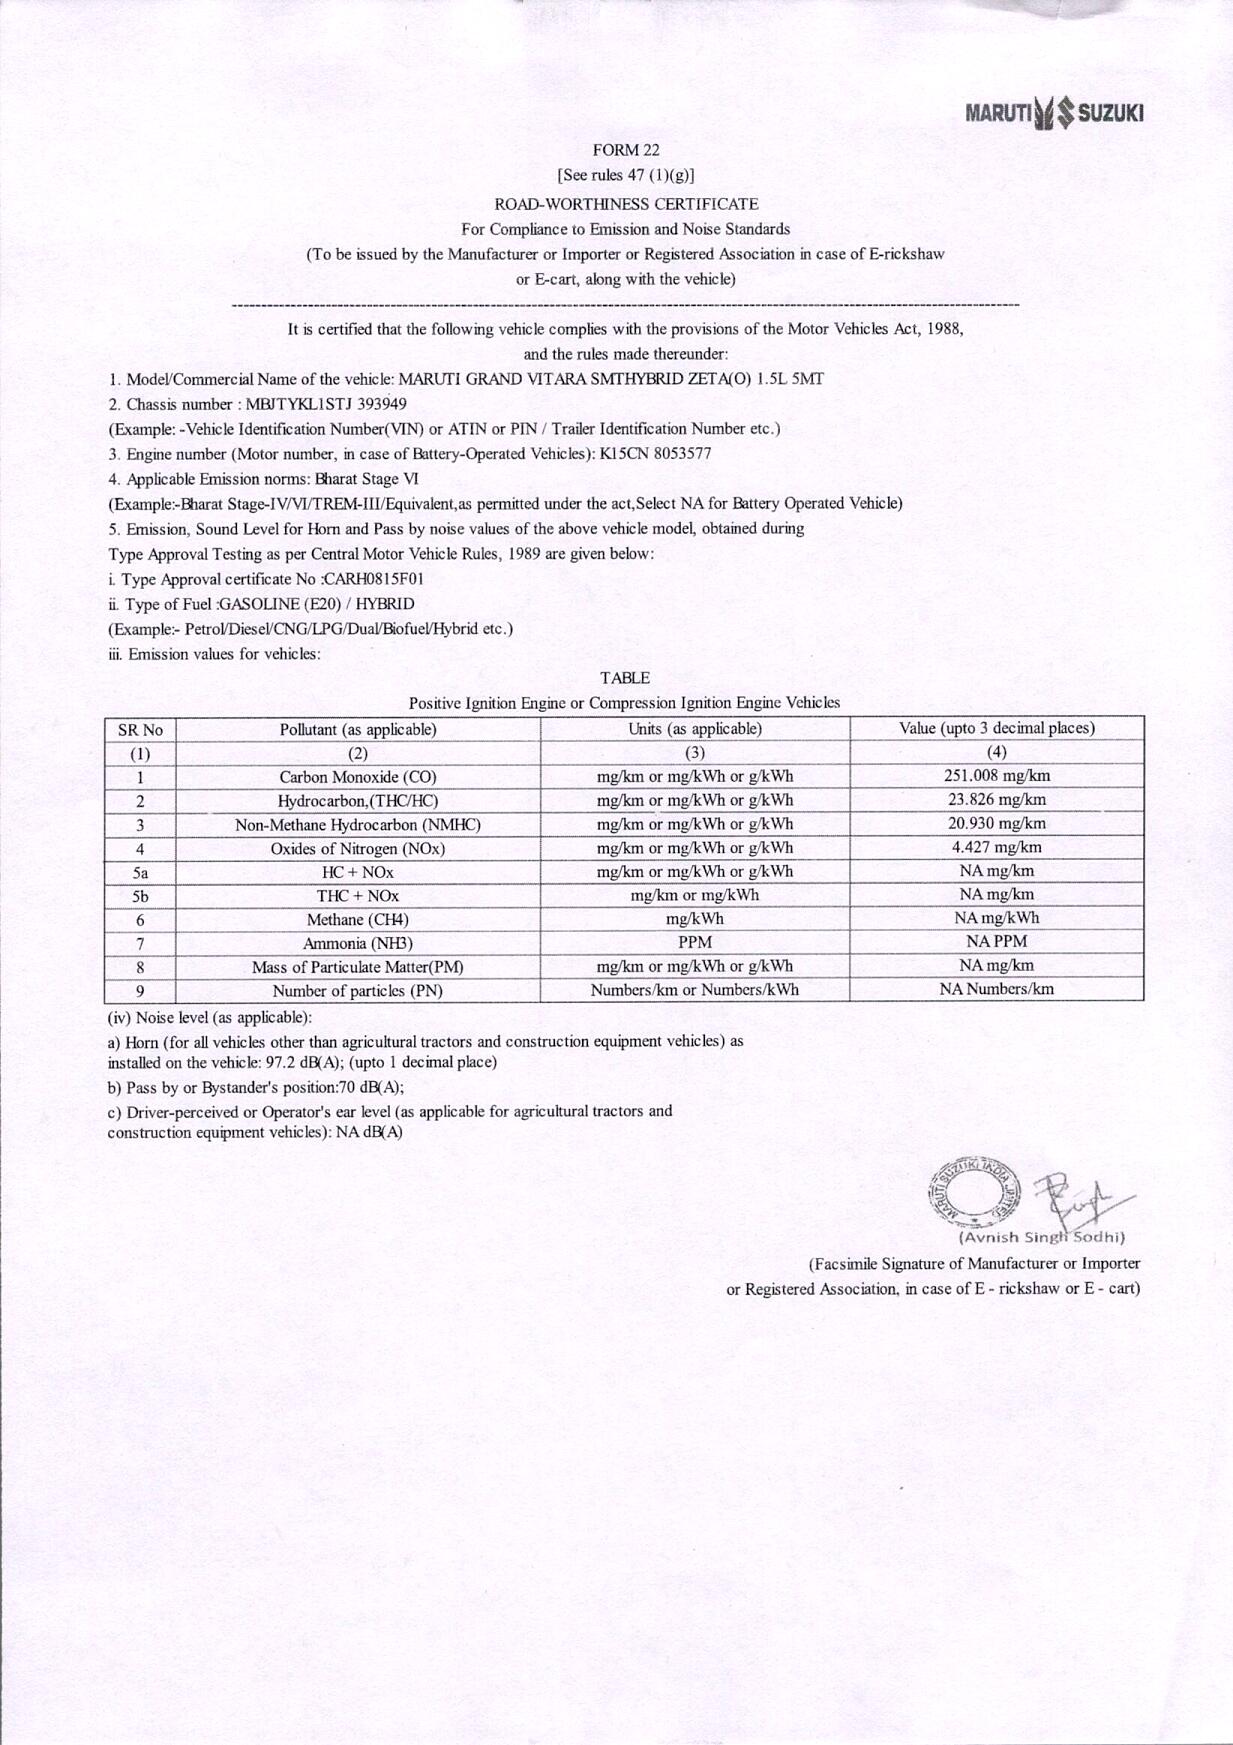 MARUTI SUZUKI
FORM 22
[See rules 47 (1)(g)]
ROAD-WORTHINESS CERTIFICATE
For Compliance to Emission and Noise Standards
(To be issued by the Manufacturer or Importer or Registered Association in case of E-rickshaw
or E-cart, along with the vehicle)
It is certified that the following vehicle complies with the provisions of the Motor Vehicles Act, 1988,
and the rules made thereunder:
1. Model/Commercial Name of the vehicle: MARUTI GRAND VITARA SMTHYBRID ZETA(O) 1.5L 5MT
2. Chassis number : MBJTYKL1STJ 393949
(Example: -Vehicle Identification Number(VIN) or ATIN or PIN / Trailer Identification Number etc.)
3. Engine number (Motor number, in case of Battery-Operated Vehicles): K15CN 8053577
4. Applicable Emission norms: Bharat Stage VI
(Example:-Bharat Stage-IV/VI/TREM-III/Equivalent,as permitted under the act,Select NA for Battery Operated Vehicle)
5. Emission, Sound Level for Horn and Pass by noise values of the above vehicle model, obtained during
Type Approval Testing as per Central Motor Vehicle Rules, 1989 are given below:
i. Type Approval certificate No :CARH0815F01
ii. Type of Fuel :GASOLINE (E20) / HYBRID
(Example:- Petrol/Diesel/CNG/LPG/Dual/Biofuel/Hybrid etc.)
iii. Emission values for vehicles:
TABLE
Positive Ignition Engine or Compression Ignition Engine Vehicles
SR No Pollutant (as applicable) Units (as applicable) Value (upto 3 decimal places)
(1) (2) (3) (4)
1 Carbon Monoxide (CO) mg/km or mg/kWh or g/kWh 251.008 mg/km
2 Hydrocarbon,(THC/HC) mg/km or mg/kWh or g/kWh 23.826 mg/km
3 Non-Methane Hydrocarbon (NMHC) mg/km or mg/kWh or g/kWh 20.930 mg/km
4 Oxides of Nitrogen (NOx) mg/km or mg/kWh or g/kWh 4.427 mg/km
5a HC + NOx mg/km or mg/kWh or g/kWh NA mg/km
5b THC + NOx mg/km or mg/kWh NA mg/km
6 Methane (CH4) mg/kWh NA mg/kWh
7 Ammonia (NH3) PPM NA PPM
8 Mass of Particulate Matter(PM) mg/km or mg/kWh or g/kWh NA mg/km
9 Number of particles (PN) Numbers/km or Numbers/kWh NA Numbers/km
(iv) Noise level (as applicable):
a) Horn (for all vehicles other than agricultural tractors and construction equipment vehicles) as
installed on the vehicle: 97.2 dB(A); (upto 1 decimal place)
b) Pass by or Bystander's position:70 dB(A);
c) Driver-perceived or Operator's ear level (as applicable for agricultural tractors and
construction equipment vehicles): NA dB(A)
MARUTI SUZUKI INDIA LIMITED
(Avnish Singh Sodhi)
(Facsimile Signature of Manufacturer or Importer
or Registered Association, in case of E - rickshaw or E - cart)